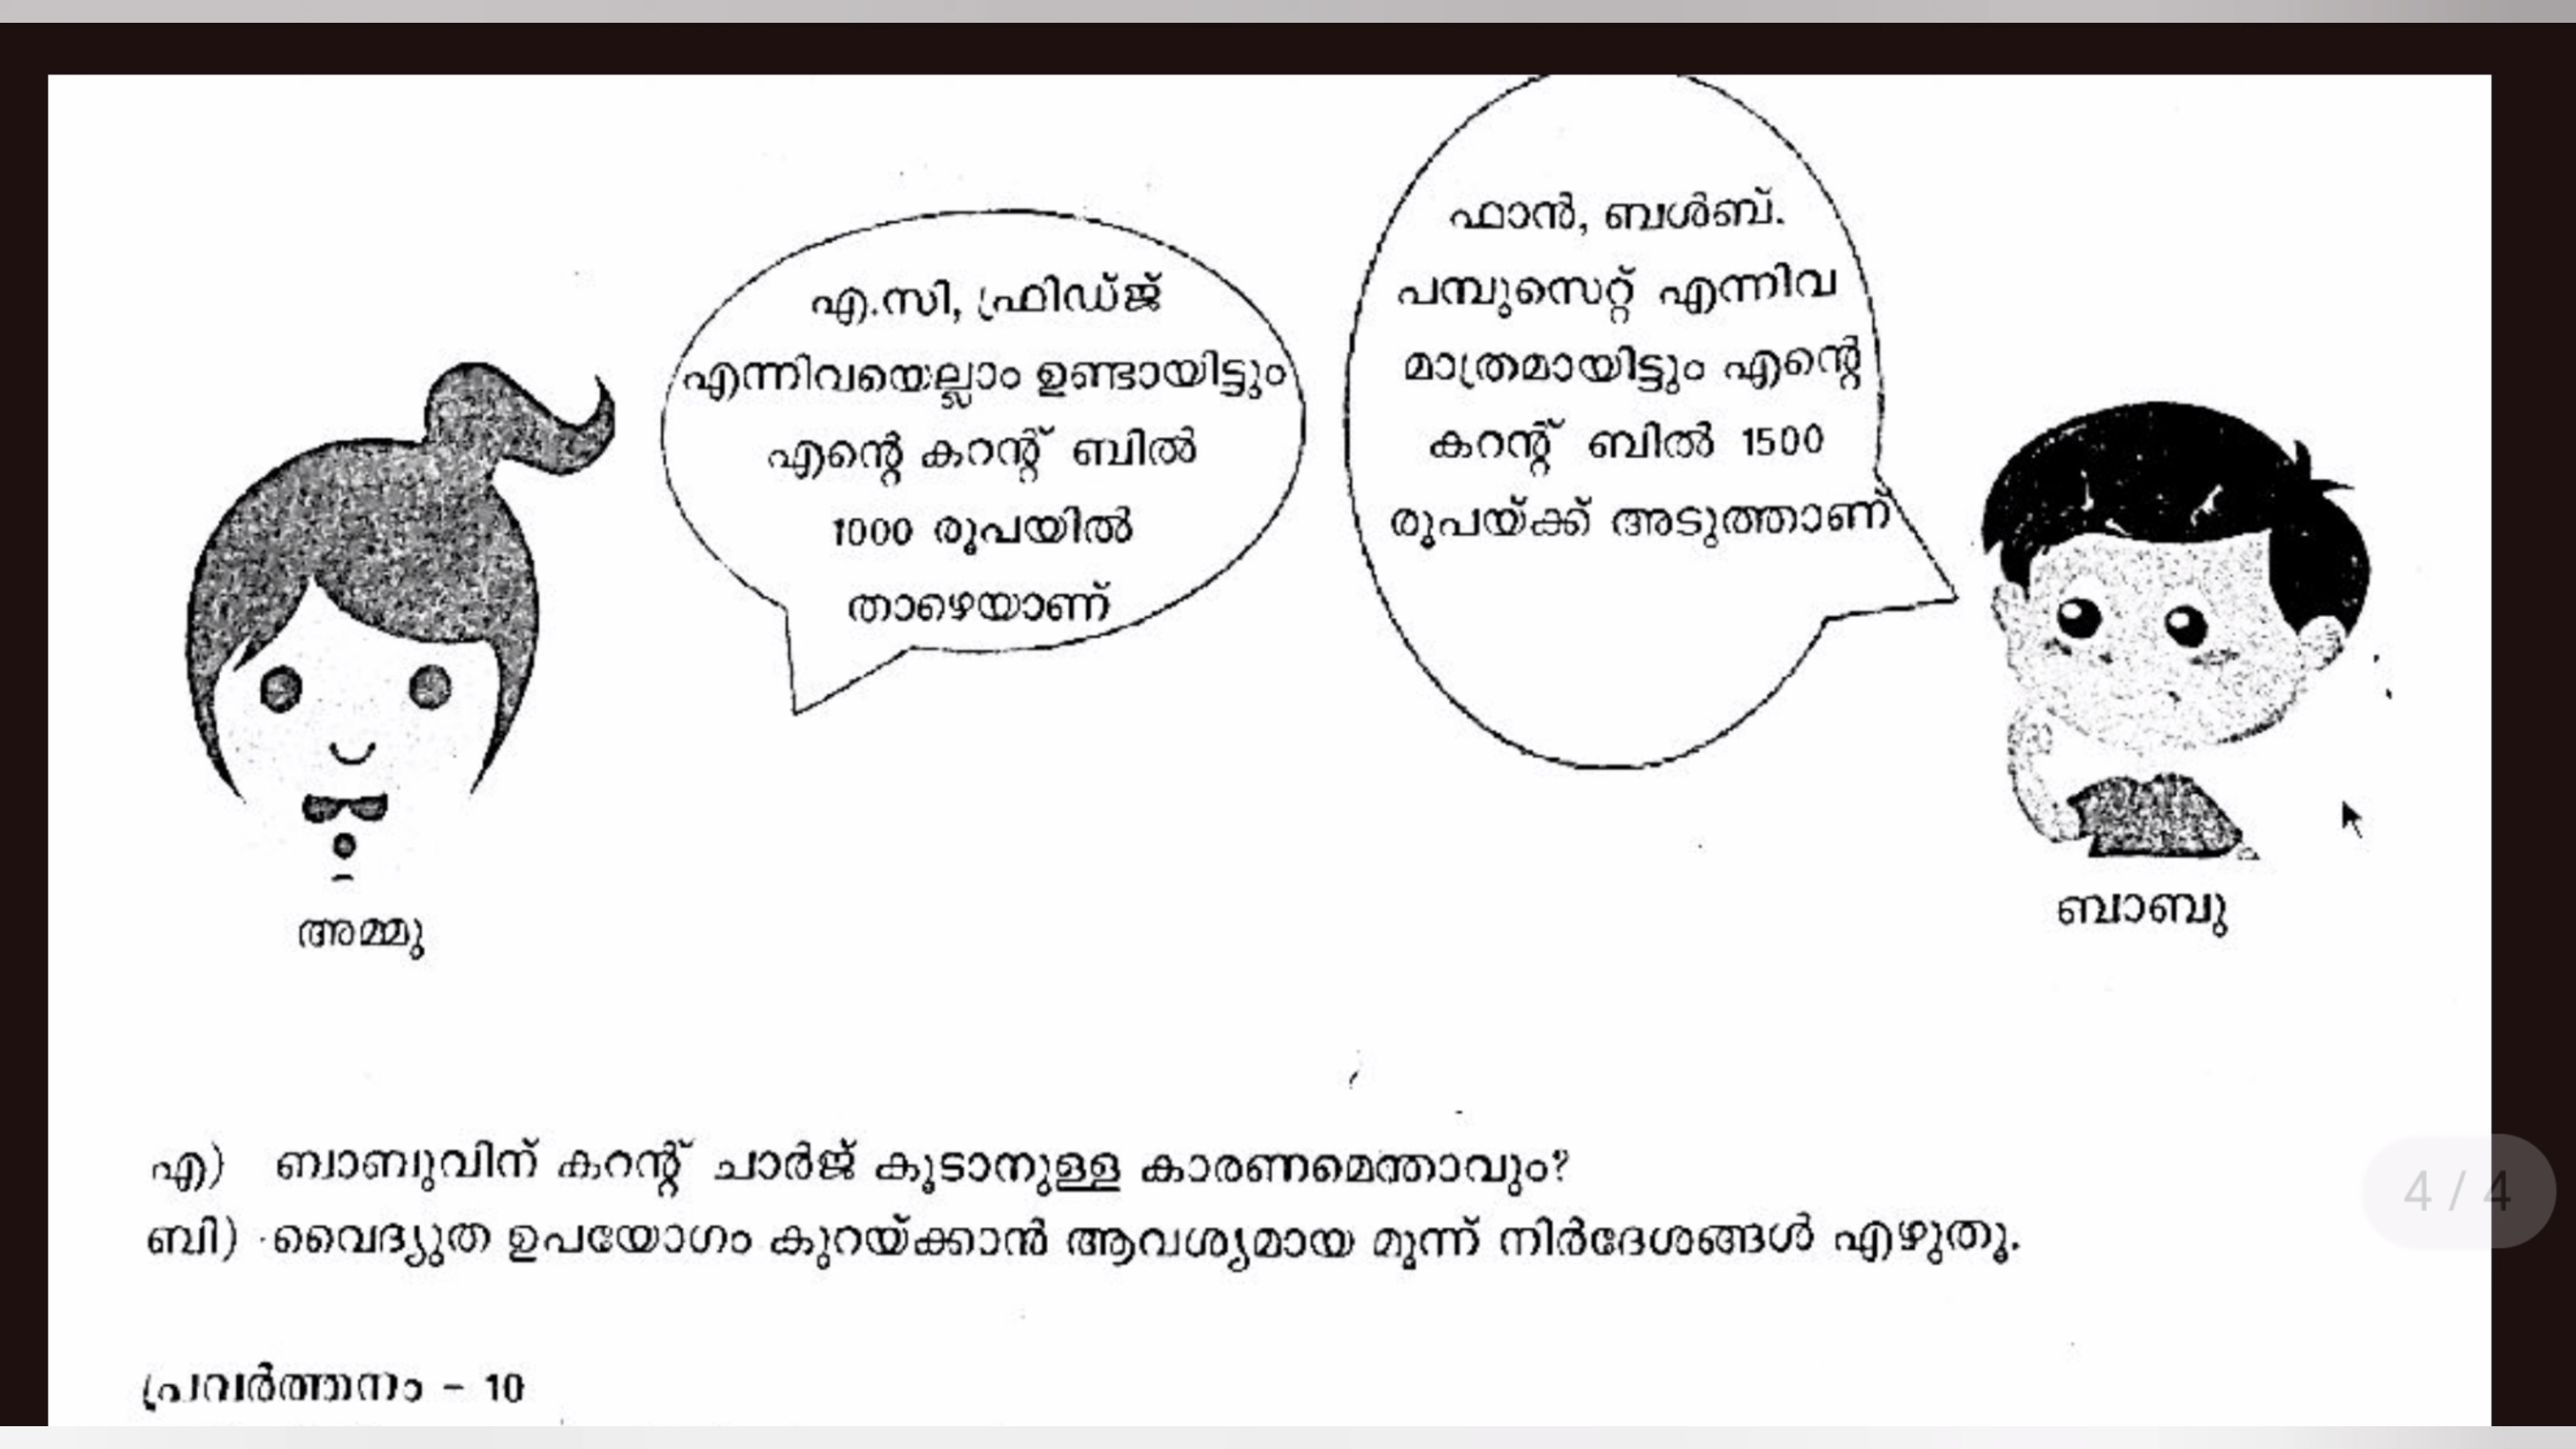 എ.സി, ഫ്രിഡ്ജ്
എന്നിവയെല്ലാം ഉണ്ടായിട്ടും
എന്റെ കറന്റ് ബിൽ
1000 രൂപയിൽ
താഴെയാണ്
ഫാൻ, ബൾബ്.
പമ്പുസെറ്റ് എന്നിവ
മാത്രമായിട്ടും എന്റെ
കറന്റ് ബിൽ 1500
രൂപയ്ക്ക് അടുത്താണ്
അമ്മു
ബാബു
എ) ബാബുവിന് കറന്റ് ചാർജ് കൂടാനുള്ള കാരണമെന്താവും?
ബി) വൈദ്യുത ഉപയോഗം കുറയ്ക്കാൻ ആവശ്യമായ മൂന്ന് നിർദേശങ്ങൾ എഴുതൂ.
4 / 4
പ്രവർത്തനം - 10